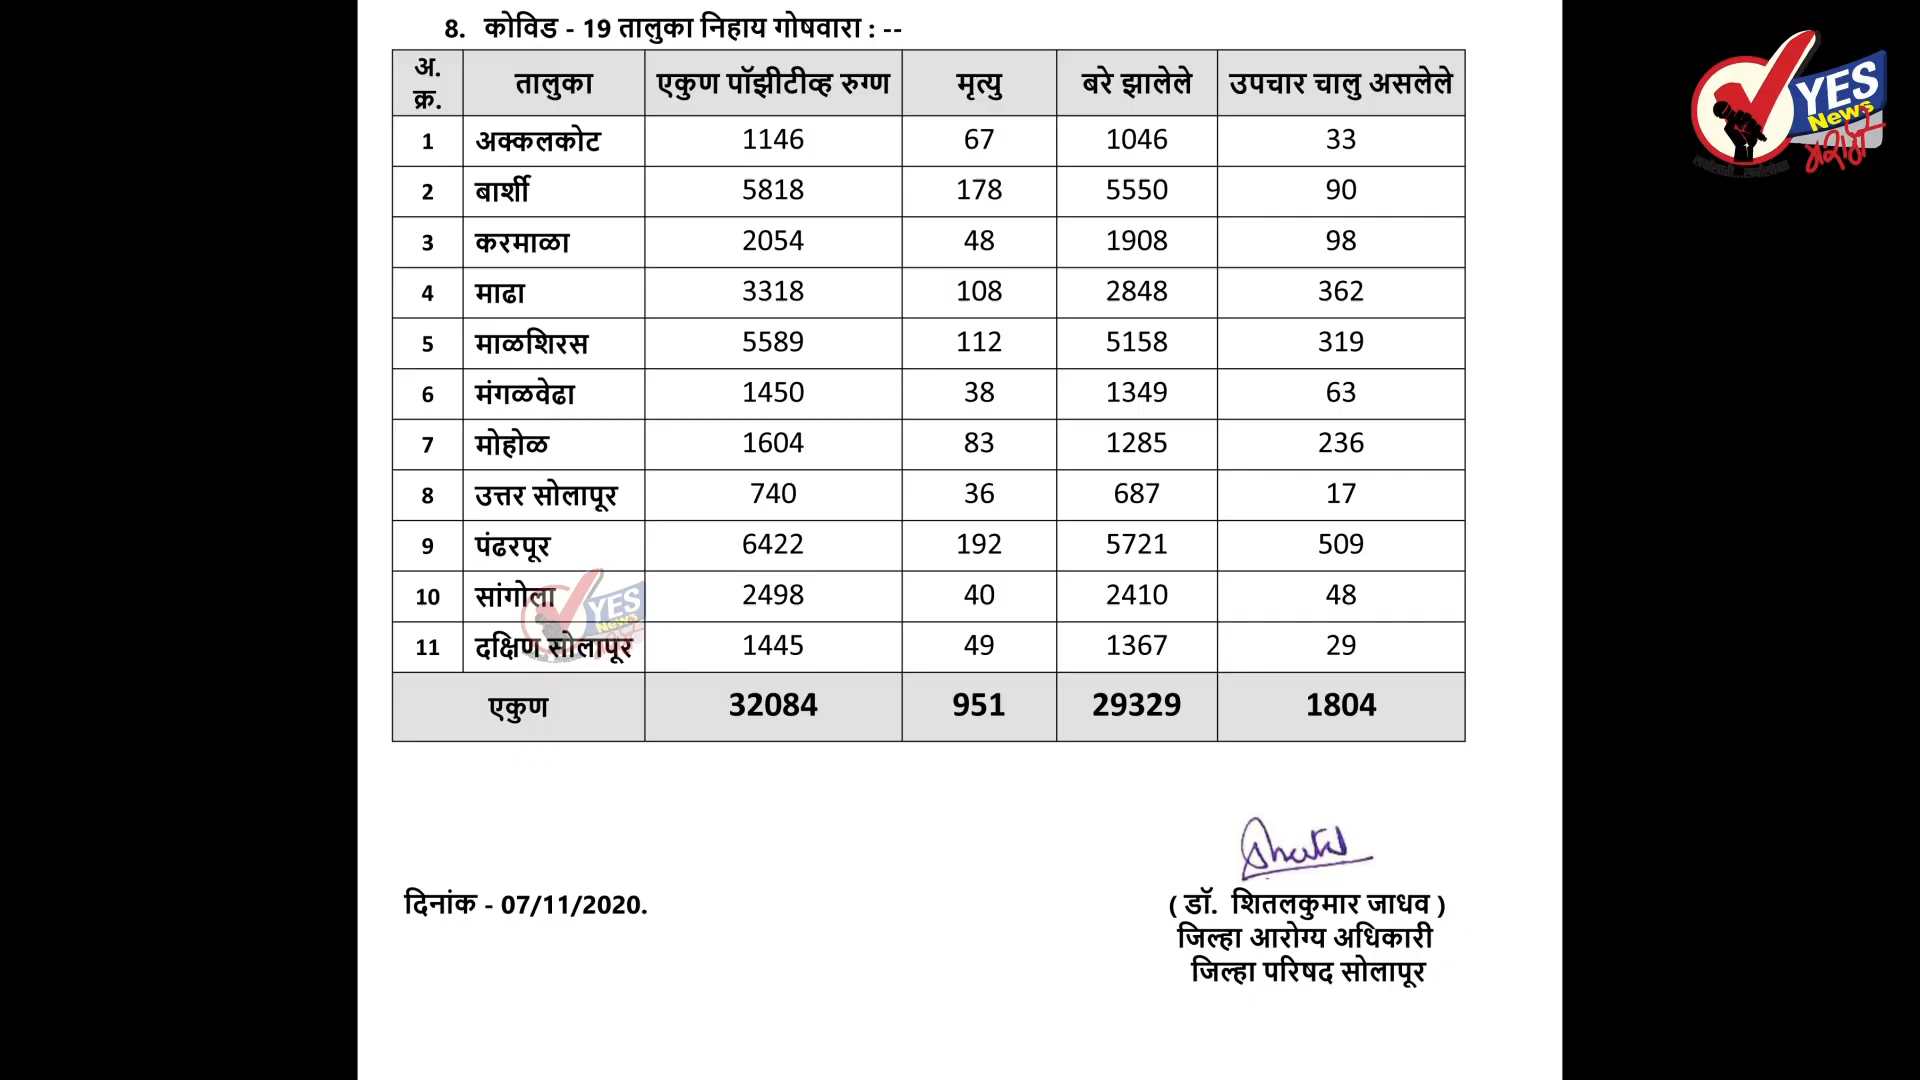 8. कोविड - 19 तालुका निहाय गोषवारा : --
अ. क्र. तालुका एकुण पॉझीटीव्ह रुग्ण मृत्यु बरे झालेले उपचार चालु असलेले
1 अक्कलकोट 1146 67 1046 33
2 बार्शी 5818 178 5550 90
3 करमाळा 2054 48 1908 98
4 माढा 3318 108 2848 362
5 माळशिरस 5589 112 5158 319
6 मंगळवेढा 1450 38 1349 63
7 मोहोळ 1604 83 1285 236
8 उत्तर सोलापूर 740 36 687 17
9 पंढरपूर 6422 192 5721 509
10 सांगोला 2498 40 2410 48
11 दक्षिण सोलापूर 1445 49 1367 29
एकुण 32084 951 29329 1804
दिनांक - 07/11/2020.
( डॉ. शितलकुमार जाधव )
जिल्हा आरोग्य अधिकारी
जिल्हा परिषद सोलापूर
YES
News
मराठी
YES
News
मराठी